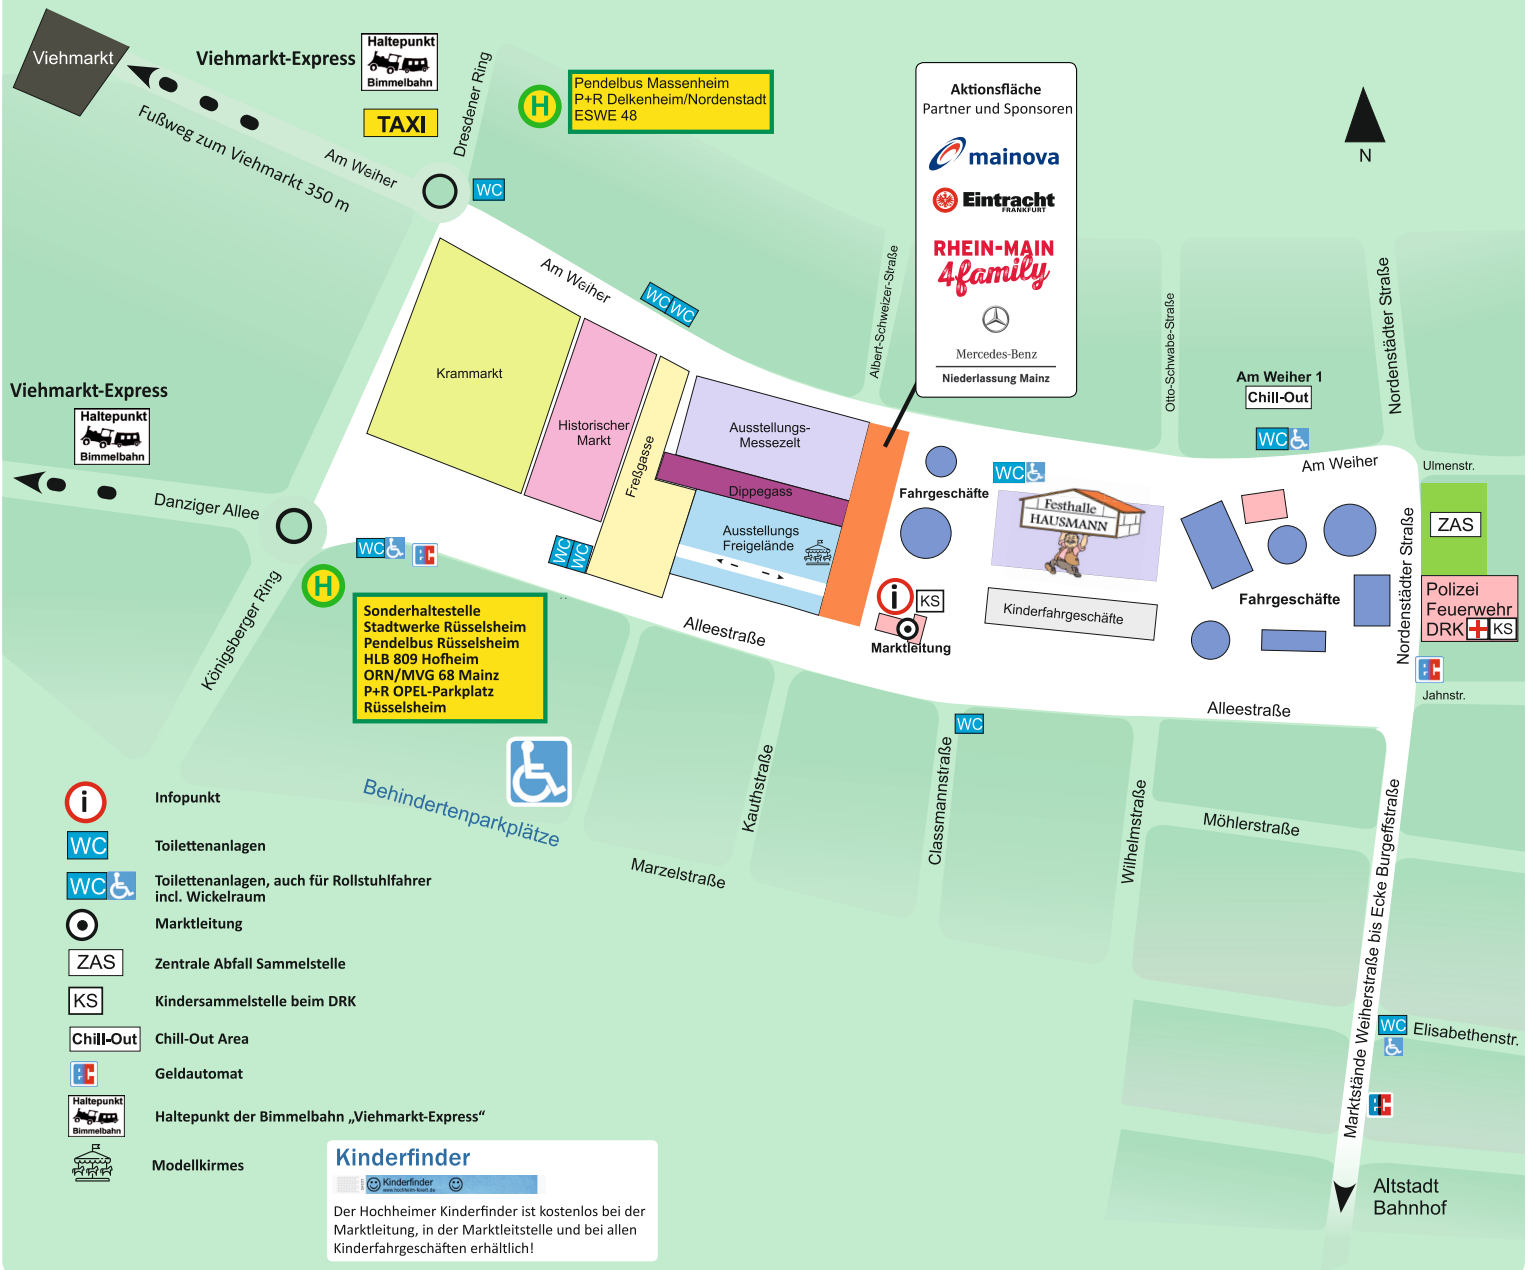 Viehmarkt
Viehmarkt-Express
Haltepunkt
Bimmelbahn
TAXI
Fußweg zum Viehmarkt 350 m
Am Weiher
Dresdener Ring
H
Pendelbus Massenheim
P+R Delkenheim/Nordenstadt
ESWE 48
WC
Aktionsfläche
Partner und Sponsoren
mainova
Eintracht
FRANKFURT
RHEIN-MAIN
4family
Mercedes-Benz
Niederlassung Mainz
N
Am Weiher
WC WC
Albert-Schweizer-Straße
Otto-Schwabe-Straße
Nordenstädter Straße
Am Weiher 1
Chill-Out
WC
Am Weiher
Ulmenstr.
Krammarkt
Historischer
Markt
Freßgasse
Ausstellungs-
Messezelt
Dippegass
Ausstellungs
Freigelände
Fahrgeschäfte
WC
Festhalle
HAUSMANN
Kinderfahrgeschäfte
i
KS
Marktleitung
Fahrgeschäfte
Nordenstädter Straße
ZAS
Polizei
Feuerwehr
DRK
KS
EC
Jahnstr.
Viehmarkt-Express
Haltepunkt
Bimmelbahn
Danziger Allee
Königsberger Ring
WC
EC
WC
WC
H
Sonderhaltestelle
Stadtwerke Rüsselsheim
Pendelbus Rüsselsheim
HLB 809 Hofheim
ORN/MVG 68 Mainz
P+R OPEL-Parkplatz
Rüsselsheim
Alleestraße
Alleestraße
WC
Behindertenparkplätze
Marzelstraße
Kauthstraße
Classmannstraße
Wilhelmstraße
Möhlerstraße
Marktstände Weiherstraße bis Ecke Burgeffstraße
WC
Elisabethenstr.
EC
Altstadt
Bahnhof
i
Infopunkt
WC
Toilettenanlagen
WC
Toilettenanlagen, auch für Rollstuhlfahrer
incl. Wickelraum
Marktleitung
ZAS
Zentrale Abfall Sammelstelle
KS
Kindersammelstelle beim DRK
Chill-Out
Chill-Out Area
EC
Geldautomat
Haltepunkt
Bimmelbahn
Haltepunkt der Bimmelbahn „Viehmarkt-Express“
Modellkirmes
Kinderfinder
Kinderfinder
www.hochheim-feiert.de
Der Hochheimer Kinderfinder ist kostenlos bei der
Marktleitung, in der Marktleitstelle und bei allen
Kinderfahrgeschäften erhältlich!